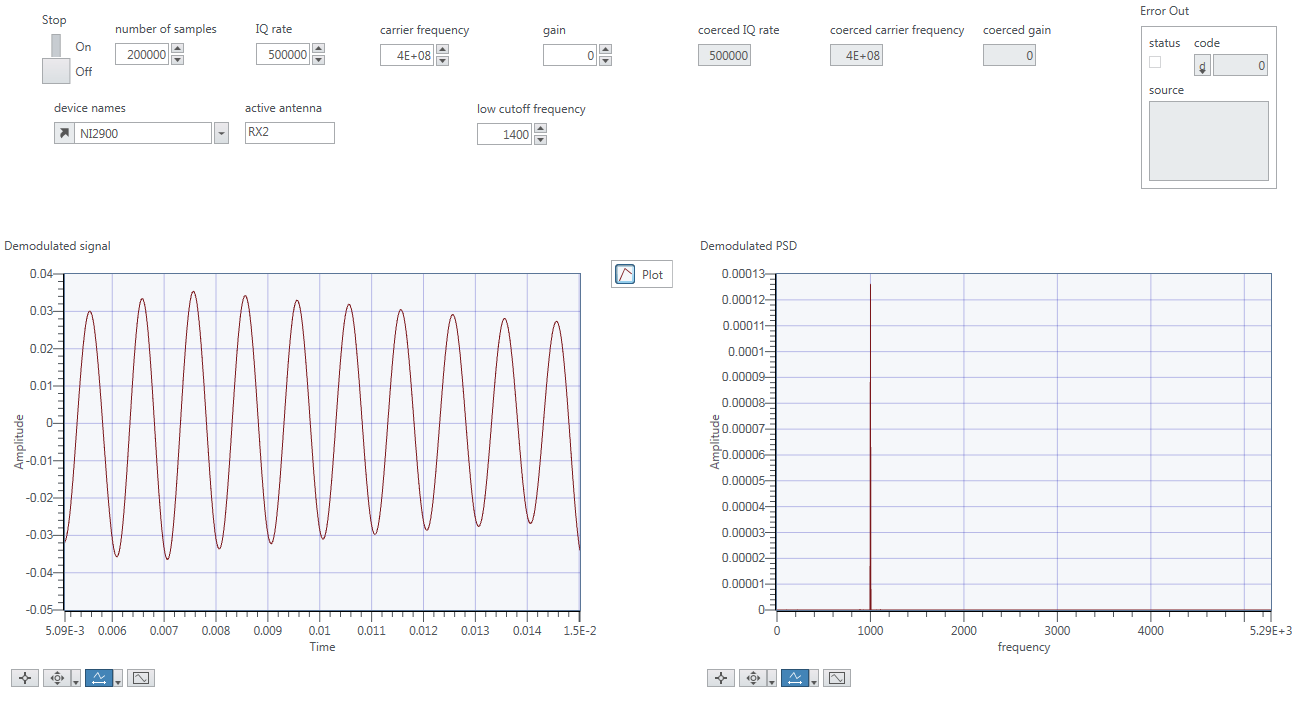 Stop
On
Off
number of samples
200000
IQ rate
500000
carrier frequency
4E+08
gain
0
coerced IQ rate
500000
coerced carrier frequency
4E+08
coerced gain
0
Error Out
status
code
d
0
source
device names
NI2900
active antenna
RX2
low cutoff frequency
1400
Demodulated signal
Plot
0.04
0.03
0.02
0.01
0
-0.01
-0.02
-0.03
-0.04
-0.05
Amplitude
5.09E-3 0.006 0.007 0.008 0.009 0.01 0.011 0.012 0.013 0.014 1.5E-2
Time
Demodulated PSD
0.00013
0.00012
0.00011
0.0001
0.00009
0.00008
0.00007
0.00006
0.00005
0.00004
0.00003
0.00002
0.00001
0
Amplitude
0 1000 2000 3000 4000 5.29E+3
frequency